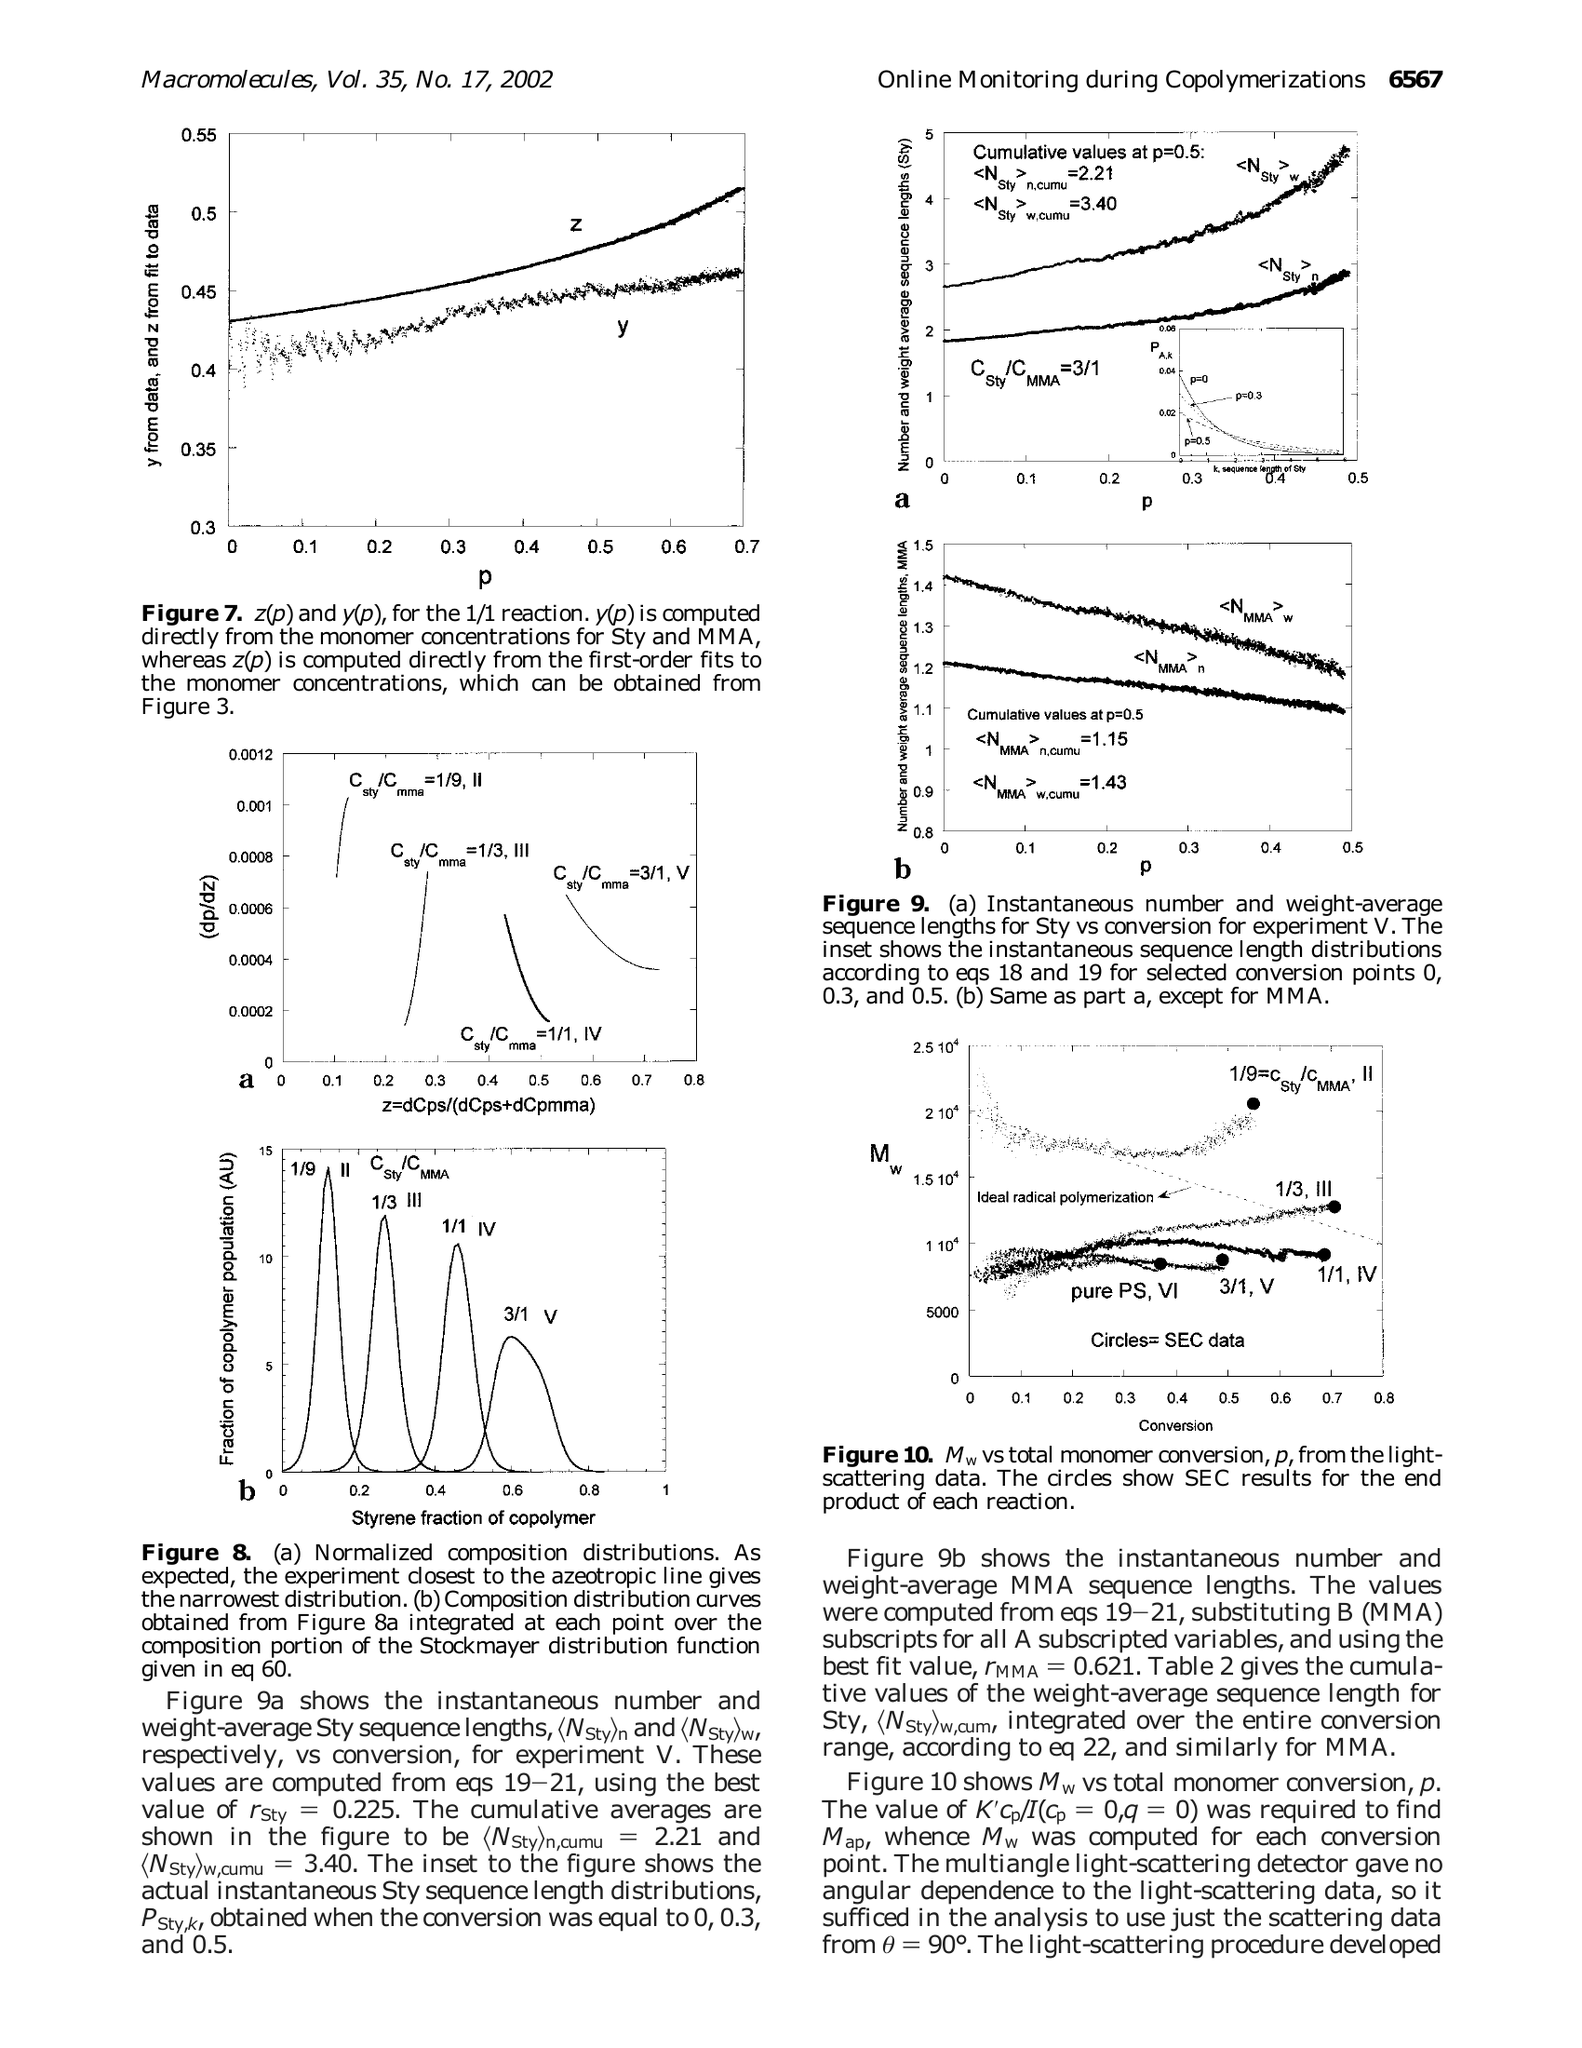 Macromolecules, Vol. 35, No. 17, 2002
Online Monitoring during Copolymerizations 6567
0.55
0.5
0.45
0.4
0.35
0.3
y from data, and z from fit to data
z
y
0 0.1 0.2 0.3 0.4 0.5 0.6 0.7
p
Figure 7. z(p) and y(p), for the 1/1 reaction. y(p) is computed
directly from the monomer concentrations for Sty and MMA,
whereas z(p) is computed directly from the first-order fits to
the monomer concentrations, which can be obtained from
Figure 3.
0.0012
0.001
0.0008
0.0006
0.0004
0.0002
0
(dp/dz)
Csty/Cmma=1/9, II
Csty/Cmma=1/3, III
Csty/Cmma=3/1, V
Csty/Cmma=1/1, IV
a
0 0.1 0.2 0.3 0.4 0.5 0.6 0.7 0.8
z=dCps/(dCps+dCpmma)
15
10
5
0
Fraction of copolymer population (AU)
1/9 II CSty/CMMA
1/3 III
1/1 IV
3/1 V
b
0 0.2 0.4 0.6 0.8 1
Styrene fraction of copolymer
Figure 8. (a) Normalized composition distributions. As
expected, the experiment closest to the azeotropic line gives
the narrowest distribution. (b) Composition distribution curves
obtained from Figure 8a integrated at each point over the
composition portion of the Stockmayer distribution function
given in eq 60.
Figure 9a shows the instantaneous number and
weight-average Sty sequence lengths, ⟨NSty⟩n and ⟨NSty⟩w,
respectively, vs conversion, for experiment V. These
values are computed from eqs 19–21, using the best
value of rSty = 0.225. The cumulative averages are
shown in the figure to be ⟨NSty⟩n,cumu = 2.21 and
⟨NSty⟩w,cumu = 3.40. The inset to the figure shows the
actual instantaneous Sty sequence length distributions,
PSty,k, obtained when the conversion was equal to 0, 0.3,
and 0.5.
5
4
3
2
1
0
Number and weight average sequence lengths (Sty)
Cumulative values at p=0.5:
<NSty>n,cumu=2.21
<NSty>w,cumu=3.40
<NSty>w
<NSty>n
CSty/CMMA=3/1
0.06
PA,k
0.04
0.02
0
p=0
p=0.3
p=0.5
0 1 2 3 4 5 6
k, sequence length of Sty
a
0 0.1 0.2 0.3 0.4 0.5
p
1.5
1.4
1.3
1.2
1.1
1
0.9
0.8
Number and weight average sequence lengths, MMA
<NMMA>w
<NMMA>n
Cumulative values at p=0.5
<NMMA>n,cumu=1.15
<NMMA>w,cumu=1.43
b
0 0.1 0.2 0.3 0.4 0.5
p
Figure 9. (a) Instantaneous number and weight-average
sequence lengths for Sty vs conversion for experiment V. The
inset shows the instantaneous sequence length distributions
according to eqs 18 and 19 for selected conversion points 0,
0.3, and 0.5. (b) Same as part a, except for MMA.
2.5 10⁴
2 10⁴
1.5 10⁴
1 10⁴
5000
0
Mw
1/9=cSty/cMMA, II
Ideal radical polymerization
1/3, III
pure PS, VI
3/1, V
1/1, IV
Circles= SEC data
0 0.1 0.2 0.3 0.4 0.5 0.6 0.7 0.8
Conversion
Figure 10. Mw vs total monomer conversion, p, from the light-
scattering data. The circles show SEC results for the end
product of each reaction.
Figure 9b shows the instantaneous number and
weight-average MMA sequence lengths. The values
were computed from eqs 19–21, substituting B (MMA)
subscripts for all A subscripted variables, and using the
best fit value, rMMA = 0.621. Table 2 gives the cumula-
tive values of the weight-average sequence length for
Sty, ⟨NSty⟩w,cum, integrated over the entire conversion
range, according to eq 22, and similarly for MMA.
Figure 10 shows Mw vs total monomer conversion, p.
The value of K′cp/I(cp = 0,q = 0) was required to find
Map, whence Mw was computed for each conversion
point. The multiangle light-scattering detector gave no
angular dependence to the light-scattering data, so it
sufficed in the analysis to use just the scattering data
from θ = 90°. The light-scattering procedure developed